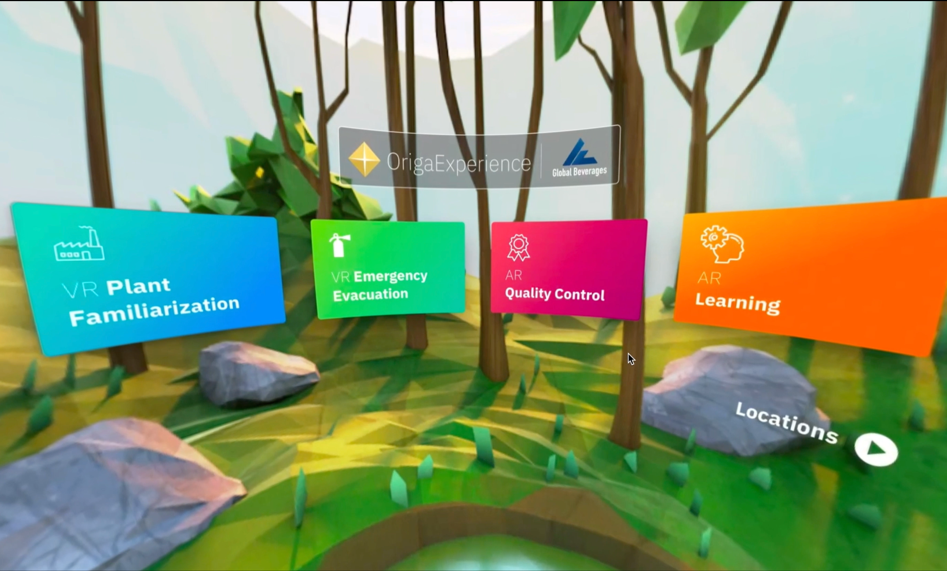 OrigaExperience
Global Beverages
VR Plant
Familiarization
VR Emergency
Evacuation
AR
Quality Control
AR
Learning
Locations